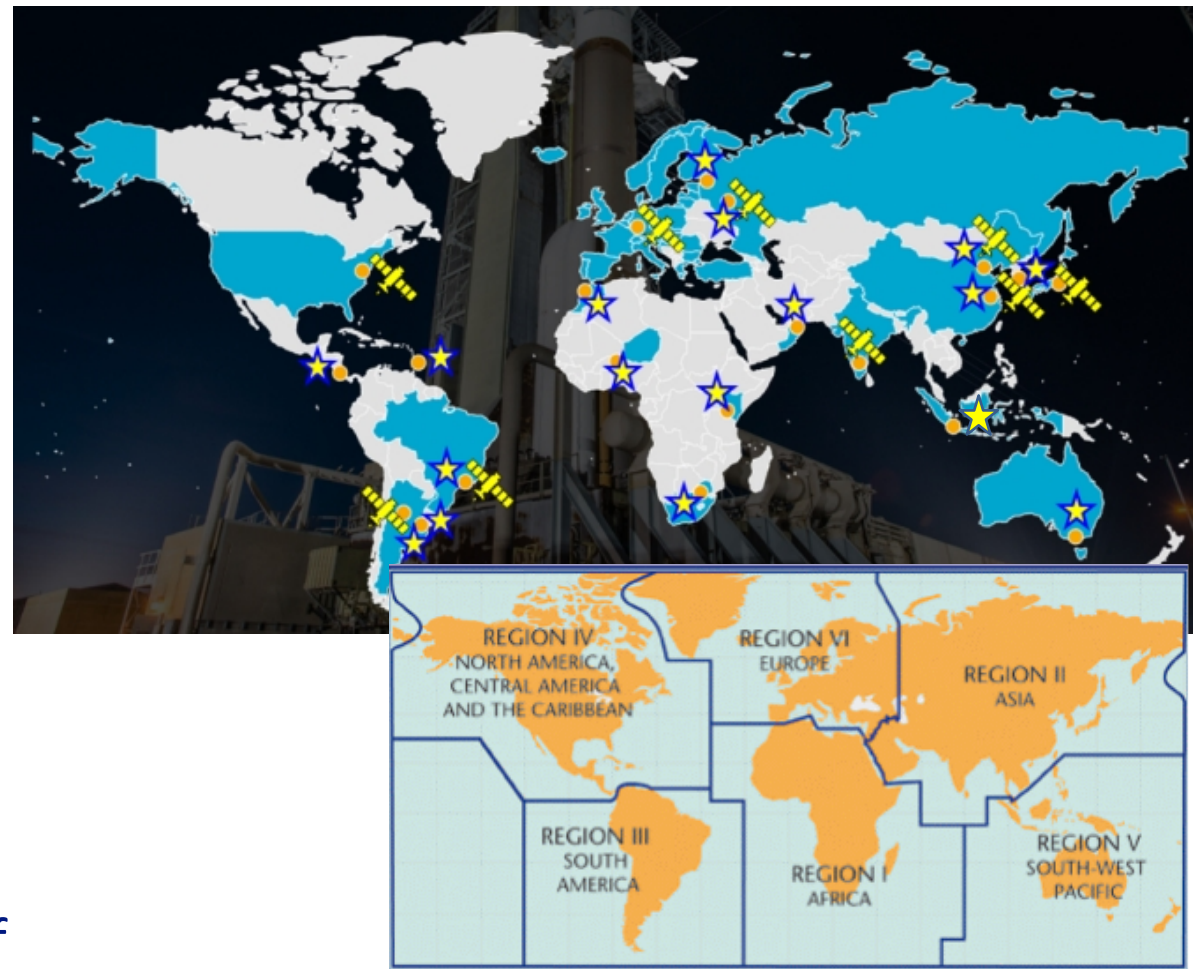 REGION IV
NORTH AMERICA,
CENTRAL AMERICA
AND THE CARIBBEAN
REGION VI
EUROPE
REGION II
ASIA
REGION III
SOUTH
AMERICA
REGION I
AFRICA
REGION V
SOUTH-WEST
PACIFIC
c